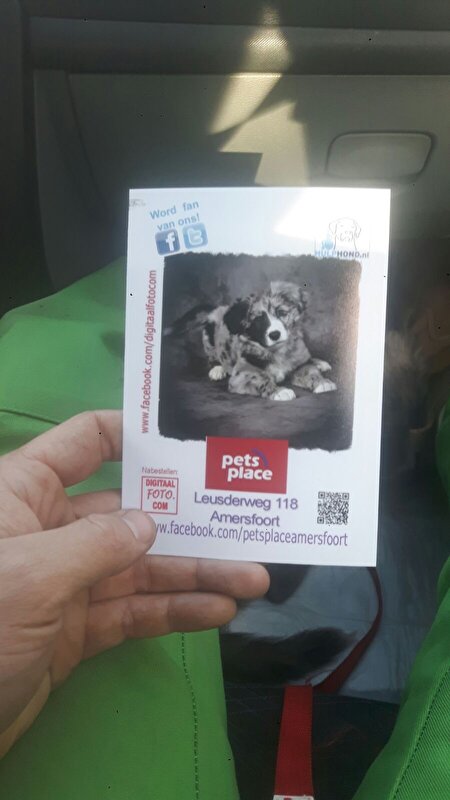 Word fan
van ons!
HULPHOND.nl
www.facebook.com/digitaalfotocom
pets
place
Nabestellen:
DIGITAAL
FOTO.
COM
Leusderweg 118
Amersfoort
www.facebook.com/petsplaceamersfoort